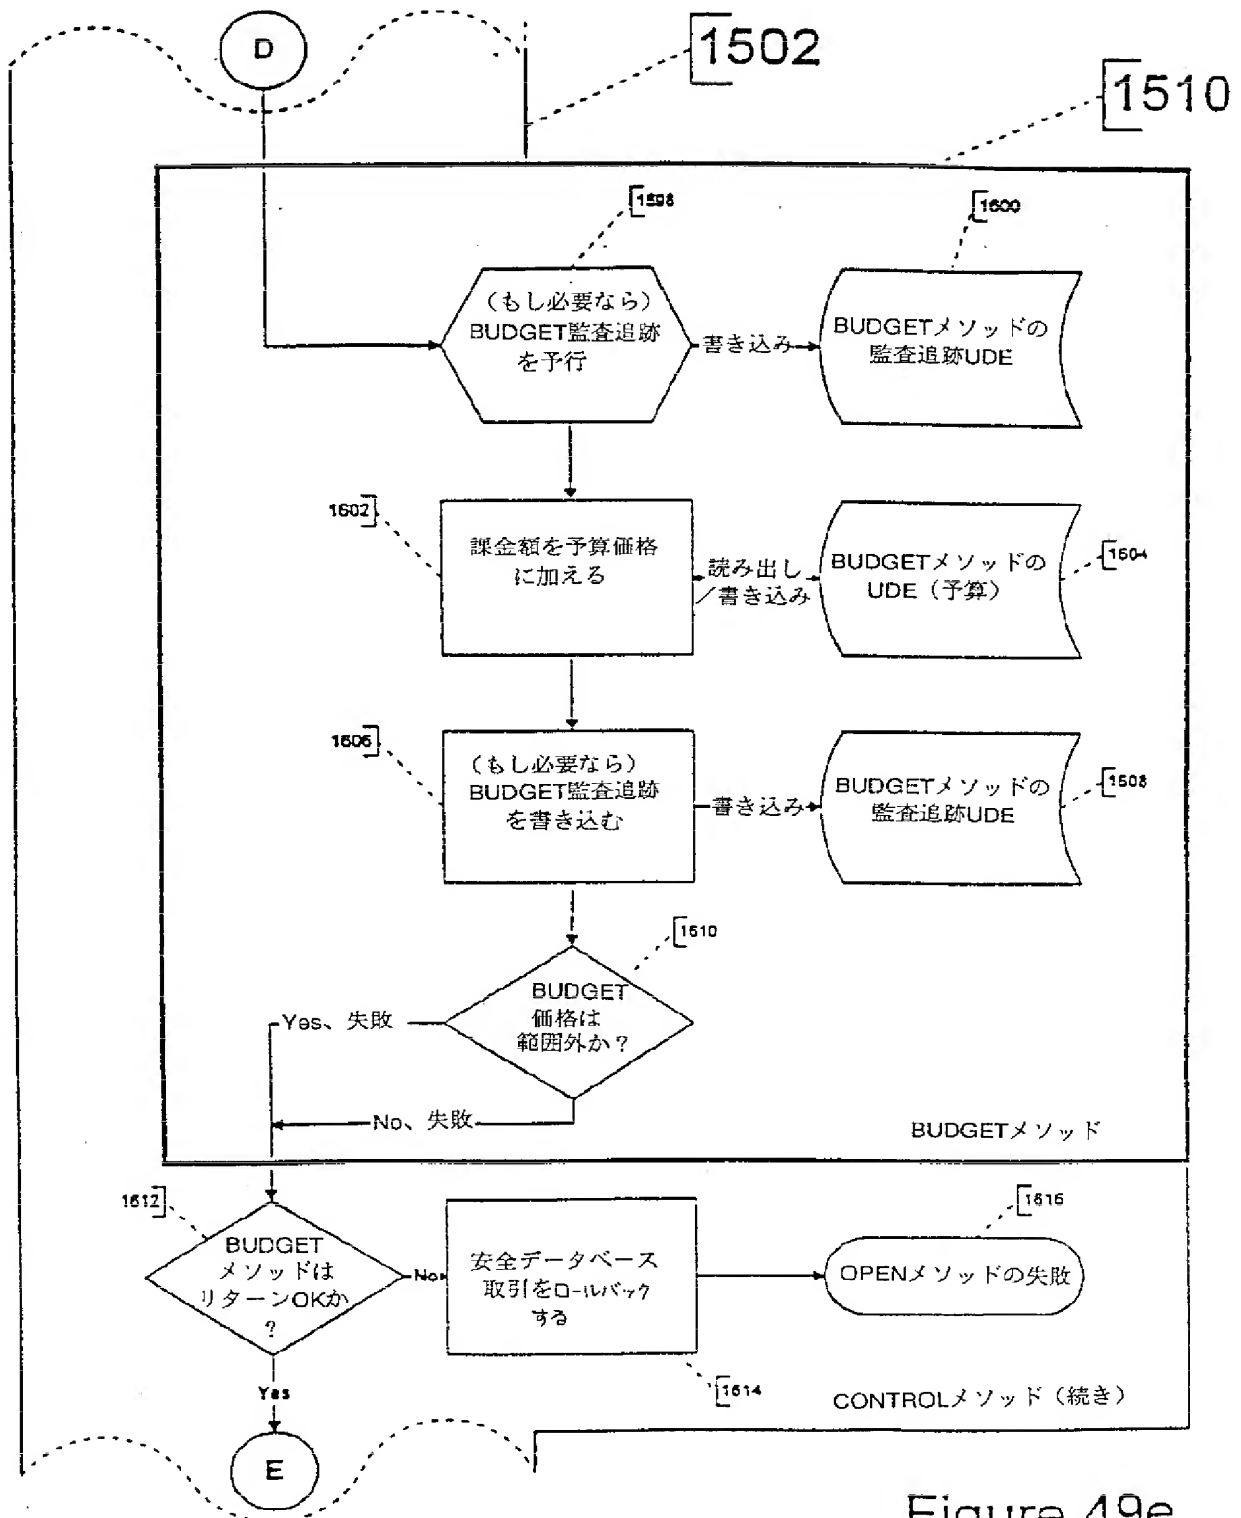 D
1502
1510
1598
1600
（もし必要なら）
BUDGET監査追跡
を予行
書き込み
BUDGETメソッドの
監査追跡UDE
1602
課金額を予算価格
に加える
読み出し
／書き込み
BUDGETメソッドの
UDE（予算）
1604
1606
（もし必要なら）
BUDGET監査追跡
を書き込む
書き込み
BUDGETメソッドの
監査追跡UDE
1608
1610
BUDGET
価格は
範囲外か？
Yes、失敗
No、失敗
BUDGETメソッド
1612
BUDGET
メソッドは
リターンOKか
？
No
安全データベース
取引をロールバック
する
1616
OPENメソッドの失敗
1614
Yes
CONTROLメソッド（続き）
E
Figure 49e